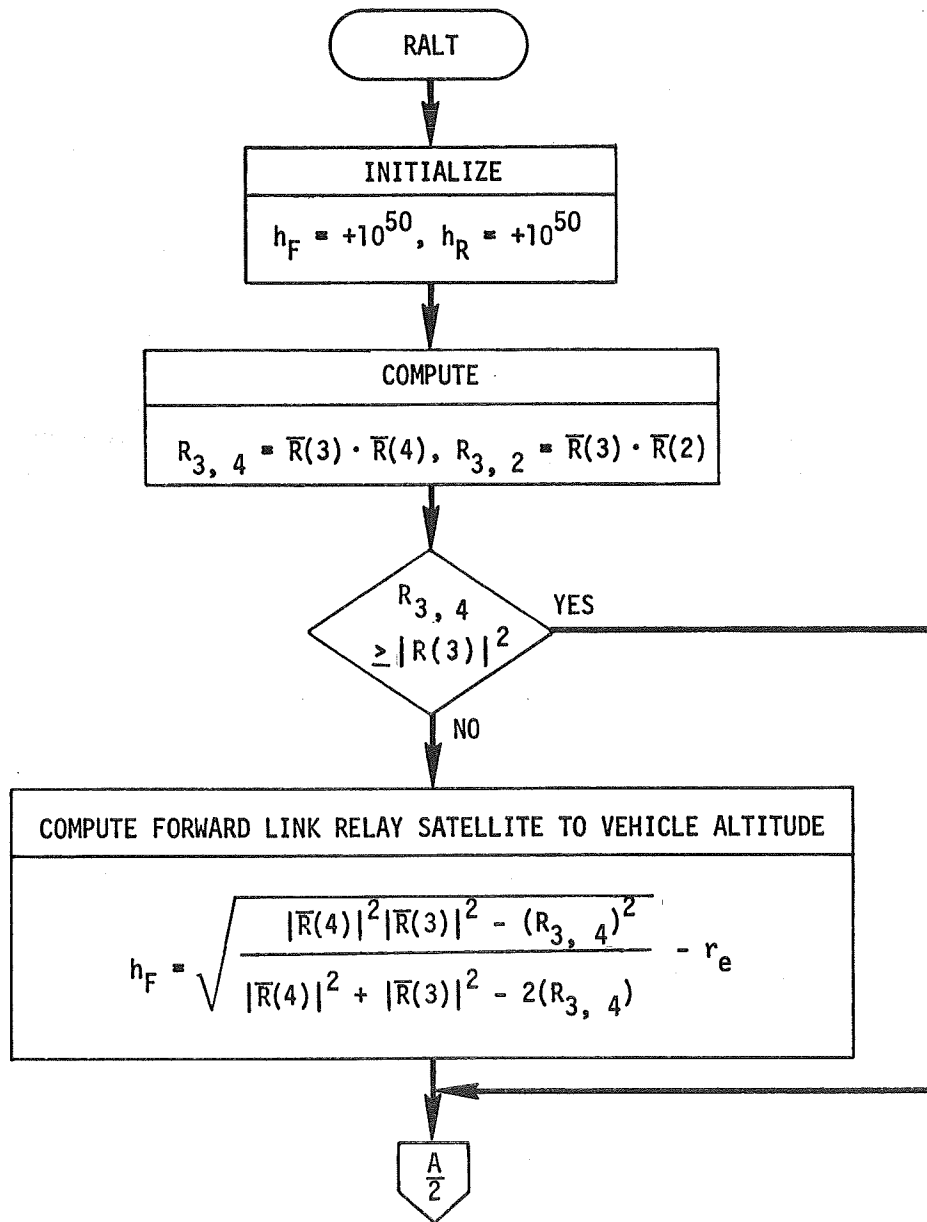 RALT
INITIALIZE
h_F = +10^50, h_R = +10^50
COMPUTE
R_3, 4 = R̅(3) · R̅(4), R_3, 2 = R̅(3) · R̅(2)
R_3, 4
≥|R(3)|^2
YES
NO
COMPUTE FORWARD LINK RELAY SATELLITE TO VEHICLE ALTITUDE
h_F = √ |R̅(4)|^2|R̅(3)|^2 - (R_3, 4)^2 / |R̅(4)|^2 + |R̅(3)|^2 - 2(R_3, 4) - r_e
A
2